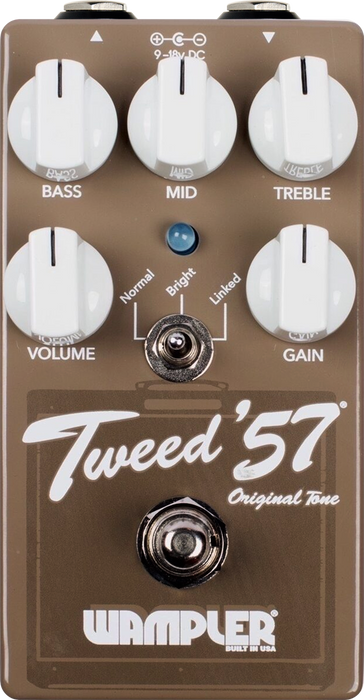 9-18v DC
BASS MID TREBLE
Normal Bright Linked
VOLUME GAIN
Tweed '57®
Original Tone
WAMPLER®
BUILT IN USA